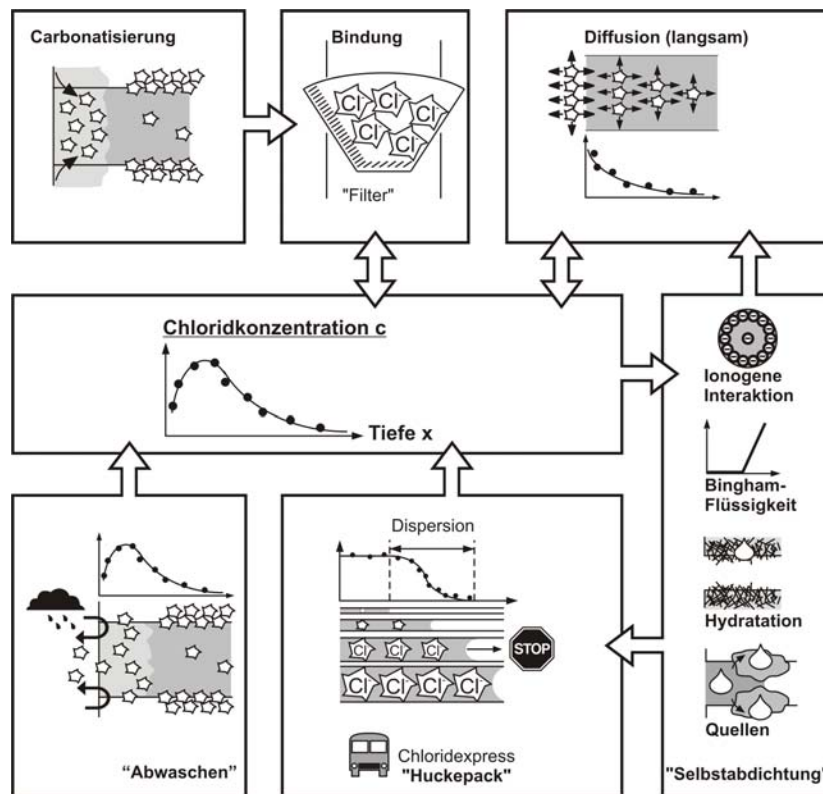 Carbonatisierung
Bindung
Cl⁻
Cl⁻
Cl⁻
Cl⁻
Cl⁻
"Filter"
Diffusion (langsam)
Chloridkonzentration c
Tiefe x
Ionogene
Interaktion
Bingham-
Flüssigkeit
Hydratation
Quellen
"Selbstabdichtung"
“Abwaschen”
Dispersion
Cl⁻ Cl⁻ Cl⁻
STOP
Cl⁻ Cl⁻ Cl⁻ Cl⁻
Chloridexpress
"Huckepack"